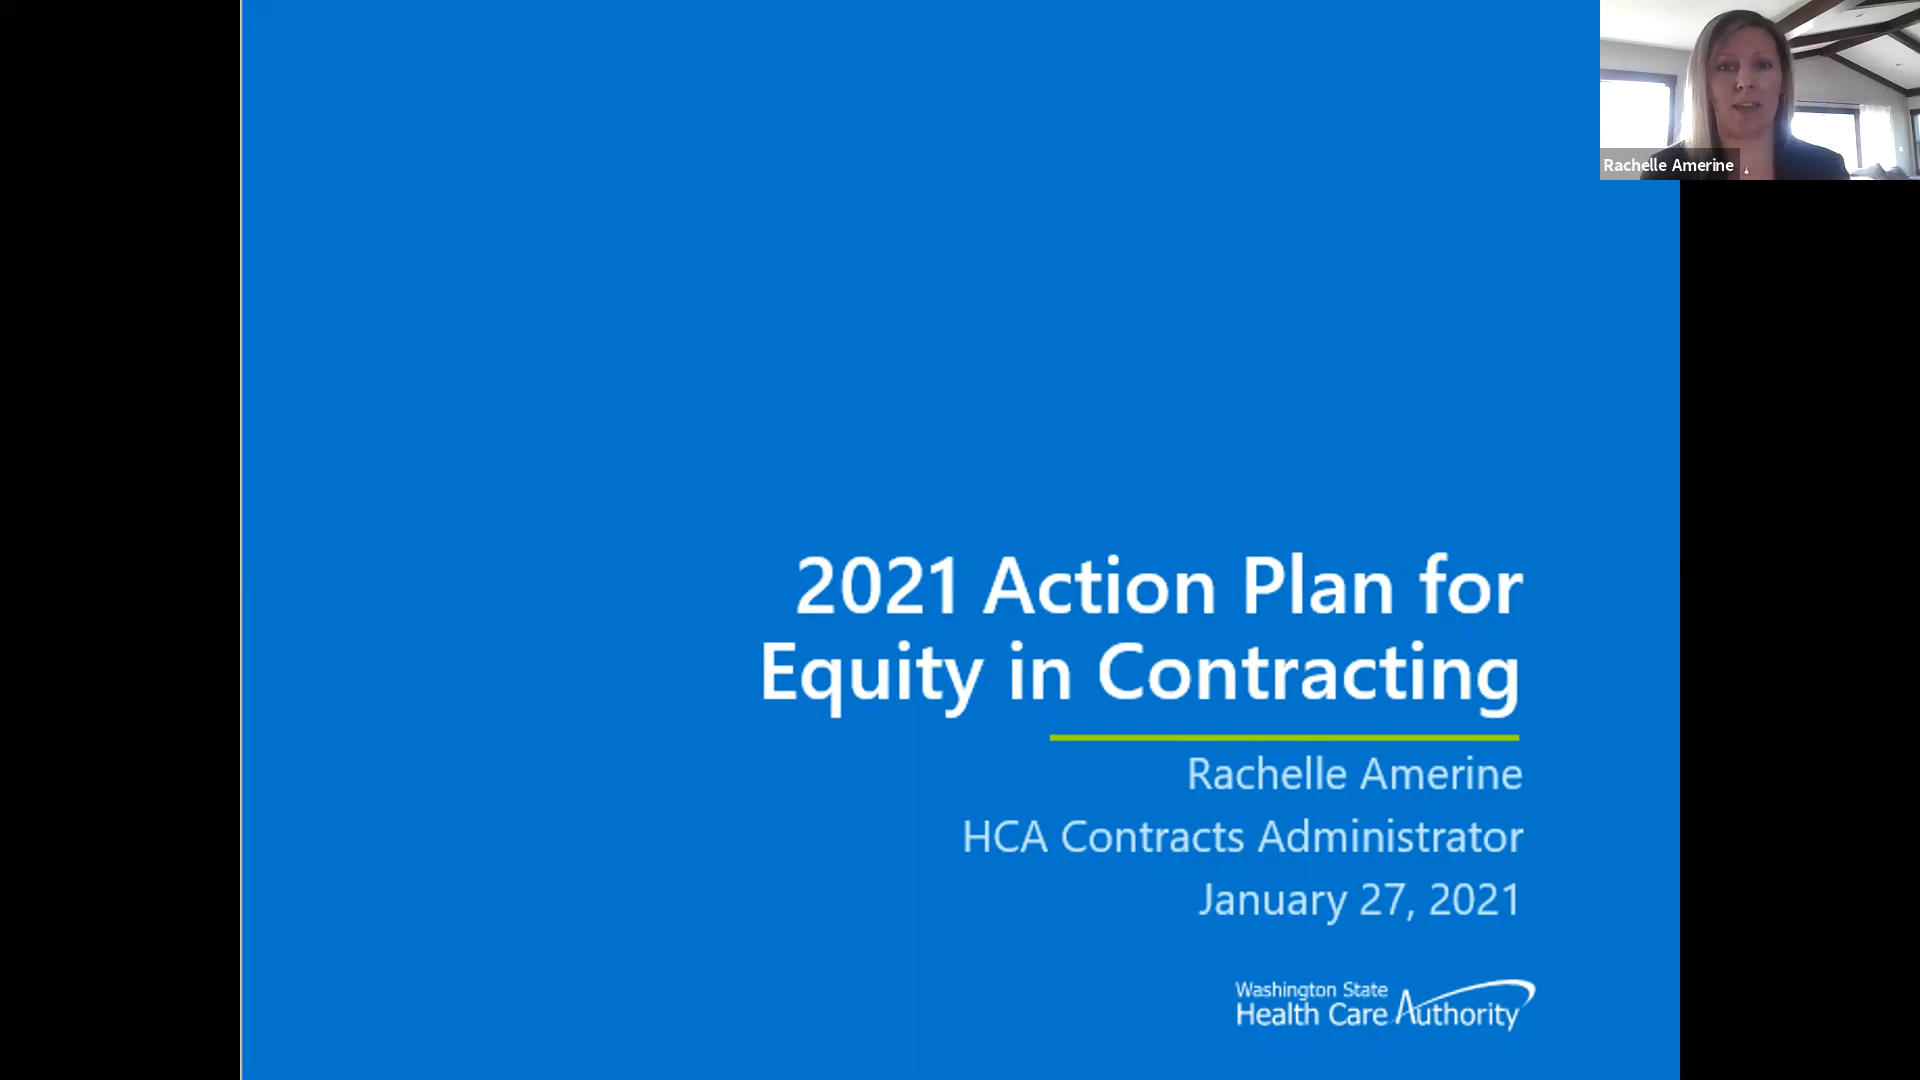 Rachelle Amerine
2021 Action Plan for
Equity in Contracting
Rachelle Amerine
HCA Contracts Administrator
January 27, 2021
Washington State
Health Care Authority